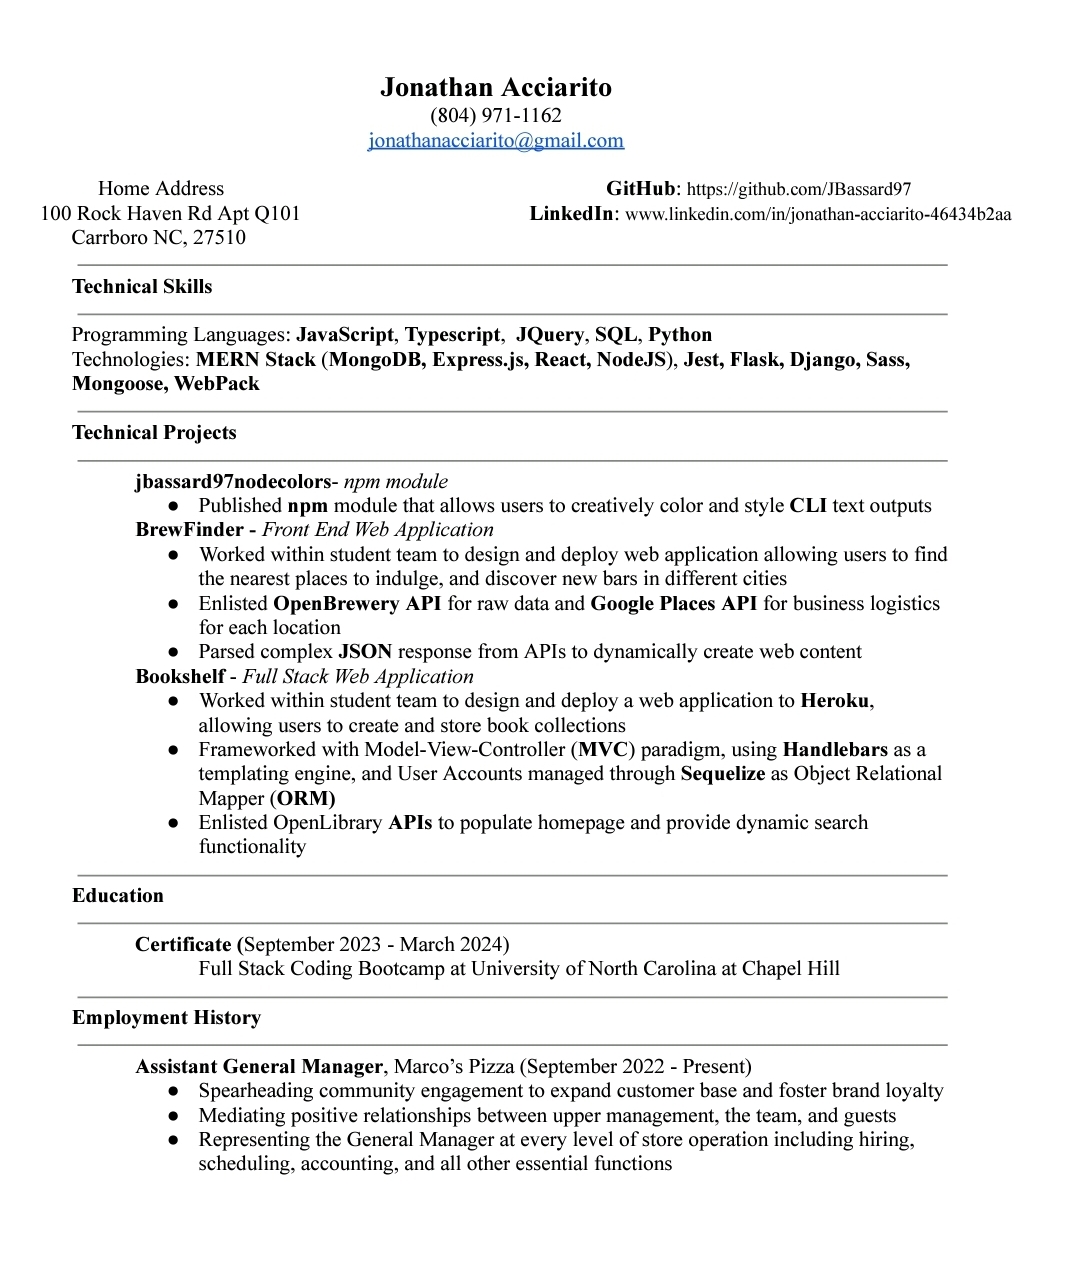 Jonathan Acciarito
(804) 971-1162
jonathanacciarito@gmail.com
Home Address
100 Rock Haven Rd Apt Q101
Carrboro NC, 27510
GitHub: https://github.com/JBassard97
LinkedIn: www.linkedin.com/in/jonathan-acciarito-46434b2aa
Technical Skills
Programming Languages: JavaScript, Typescript,  JQuery, SQL, Python
Technologies: MERN Stack (MongoDB, Express.js, React, NodeJS), Jest, Flask, Django, Sass,
Mongoose, WebPack
Technical Projects
jbassard97nodecolors- npm module
● Published npm module that allows users to creatively color and style CLI text outputs
BrewFinder - Front End Web Application
● Worked within student team to design and deploy web application allowing users to find
the nearest places to indulge, and discover new bars in different cities
● Enlisted OpenBrewery API for raw data and Google Places API for business logistics
for each location
● Parsed complex JSON response from APIs to dynamically create web content
Bookshelf - Full Stack Web Application
● Worked within student team to design and deploy a web application to Heroku,
allowing users to create and store book collections
● Frameworked with Model-View-Controller (MVC) paradigm, using Handlebars as a
templating engine, and User Accounts managed through Sequelize as Object Relational
Mapper (ORM)
● Enlisted OpenLibrary APIs to populate homepage and provide dynamic search
functionality
Education
Certificate (September 2023 - March 2024)
Full Stack Coding Bootcamp at University of North Carolina at Chapel Hill
Employment History
Assistant General Manager, Marco’s Pizza (September 2022 - Present)
● Spearheading community engagement to expand customer base and foster brand loyalty
● Mediating positive relationships between upper management, the team, and guests
● Representing the General Manager at every level of store operation including hiring,
scheduling, accounting, and all other essential functions